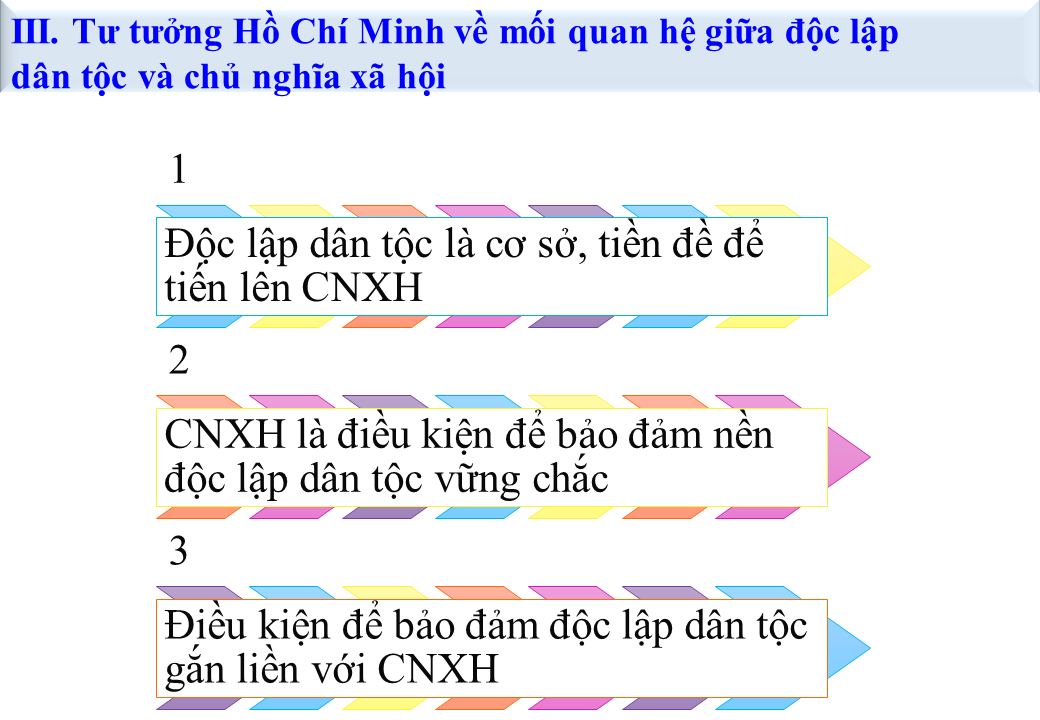 III. Tư tưởng Hồ Chí Minh về mối quan hệ giữa độc lập
dân tộc và chủ nghĩa xã hội
1
Độc lập dân tộc là cơ sở, tiền đề để
tiến lên CNXH
2
CNXH là điều kiện để bảo đảm nền
độc lập dân tộc vững chắc
3
Điều kiện để bảo đảm độc lập dân tộc
gắn liền với CNXH